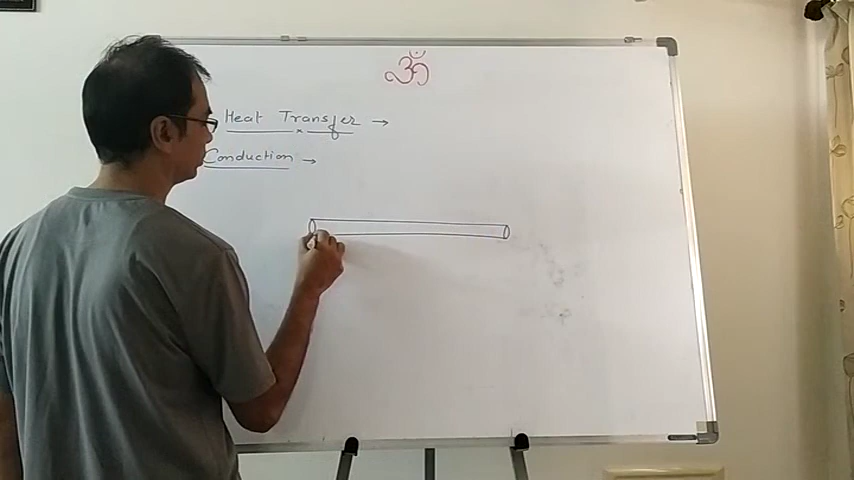 ॐ
Heat Transfer →
Conduction →